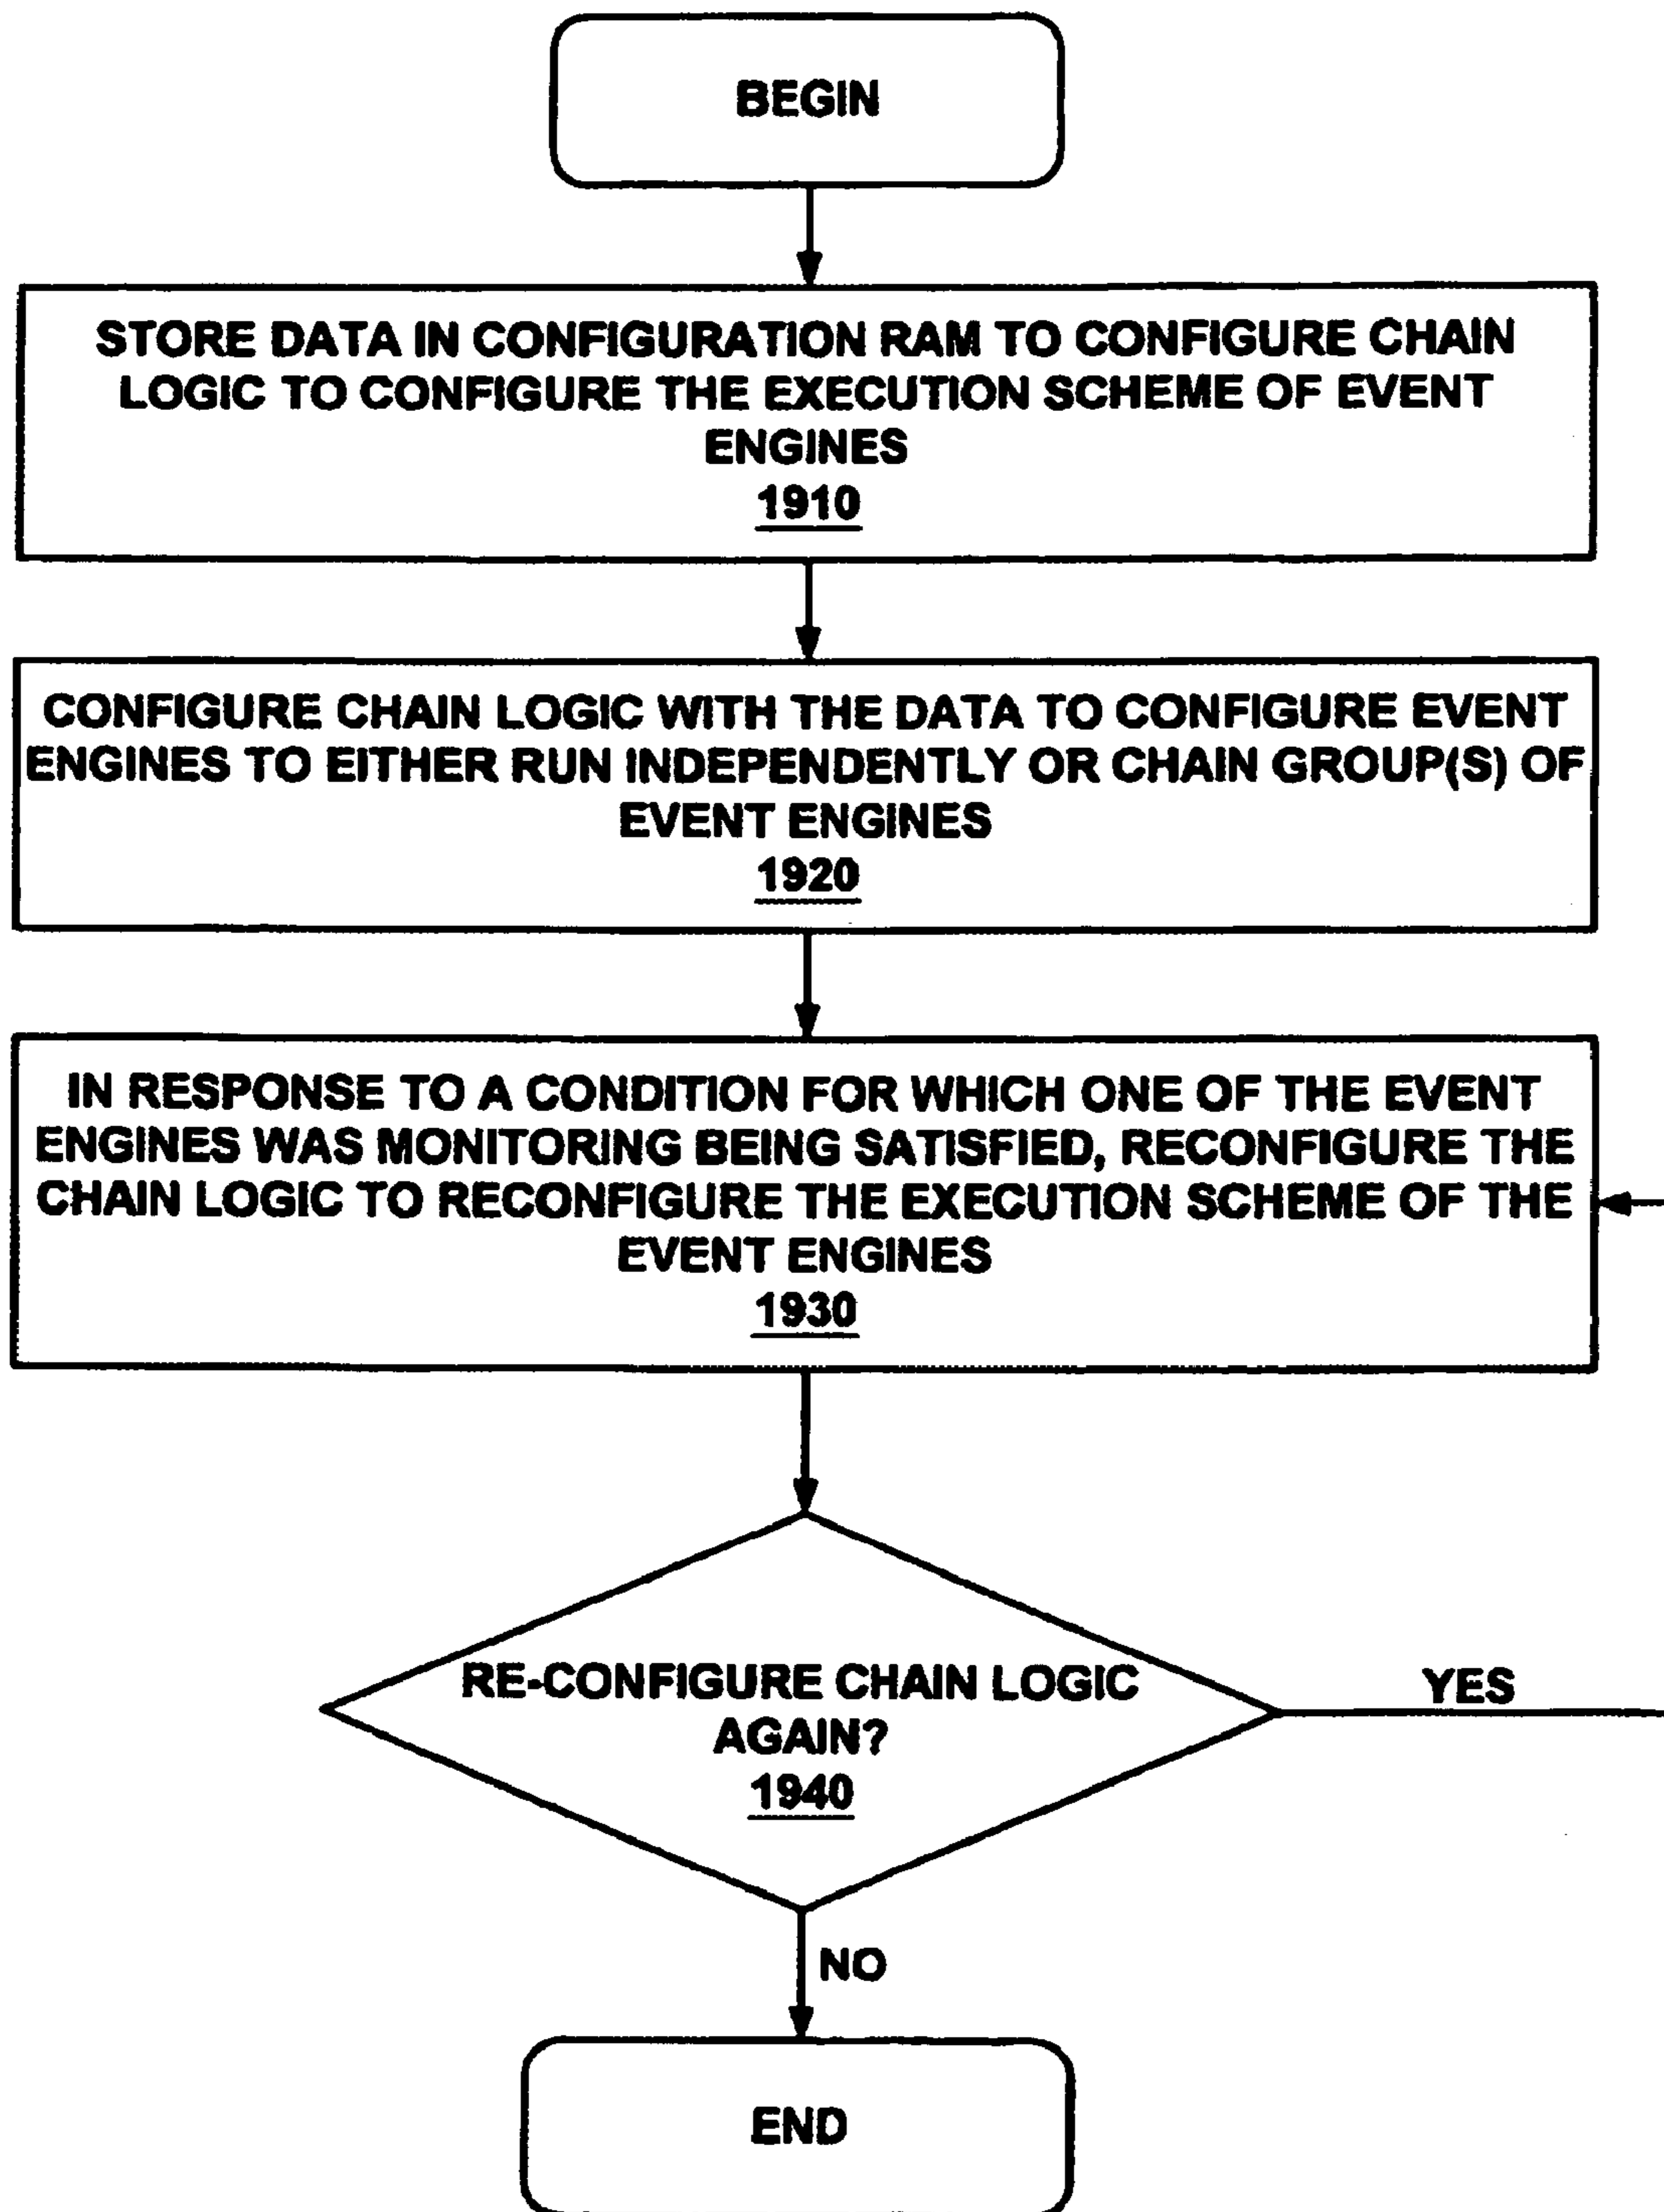 BEGIN
STORE DATA IN CONFIGURATION RAM TO CONFIGURE CHAIN
LOGIC TO CONFIGURE THE EXECUTION SCHEME OF EVENT
ENGINES
1910
CONFIGURE CHAIN LOGIC WITH THE DATA TO CONFIGURE EVENT
ENGINES TO EITHER RUN INDEPENDENTLY OR CHAIN GROUP(S) OF
EVENT ENGINES
1920
IN RESPONSE TO A CONDITION FOR WHICH ONE OF THE EVENT
ENGINES WAS MONITORING BEING SATISFIED, RECONFIGURE THE
CHAIN LOGIC TO RECONFIGURE THE EXECUTION SCHEME OF THE
EVENT ENGINES
1930
RE-CONFIGURE CHAIN LOGIC
AGAIN?
1940
YES
NO
END